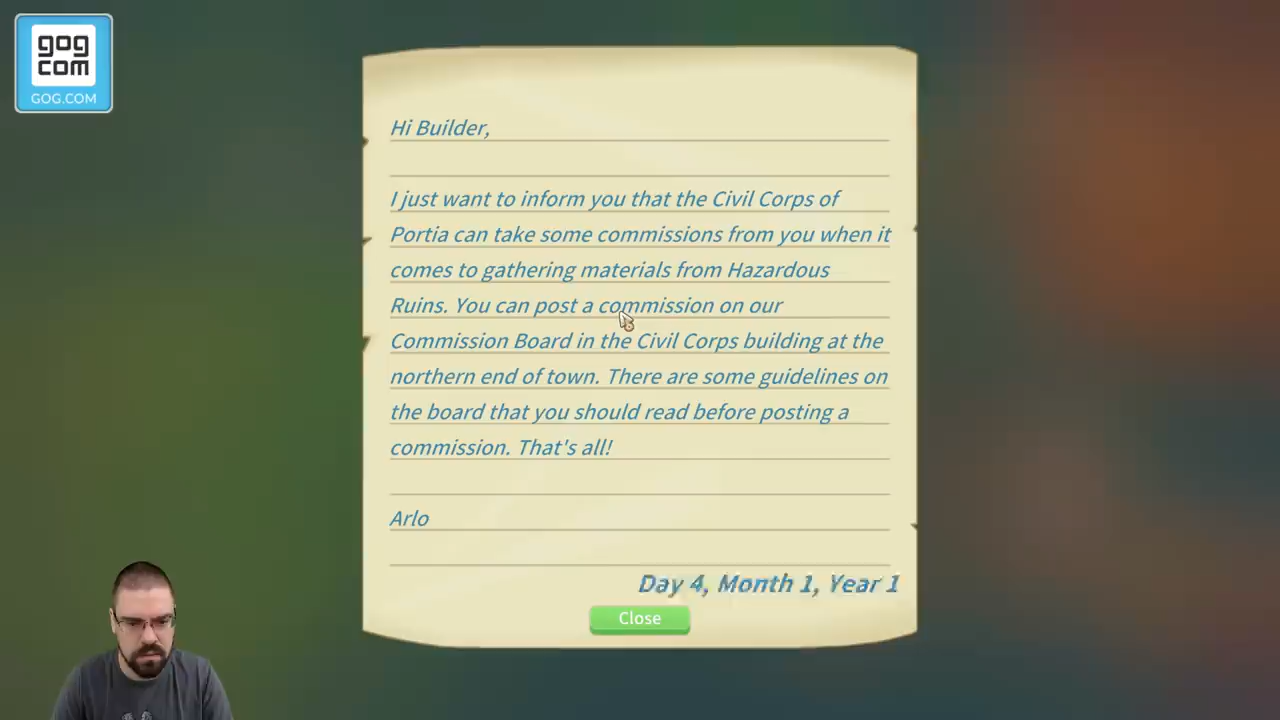 gog
com
GOG.COM
Hi Builder,
I just want to inform you that the Civil Corps of
Portia can take some commissions from you when it
comes to gathering materials from Hazardous
Ruins. You can post a commission on our
Commission Board in the Civil Corps building at the
northern end of town. There are some guidelines on
the board that you should read before posting a
commission. That's all!
Arlo
Day 4, Month 1, Year 1
Close